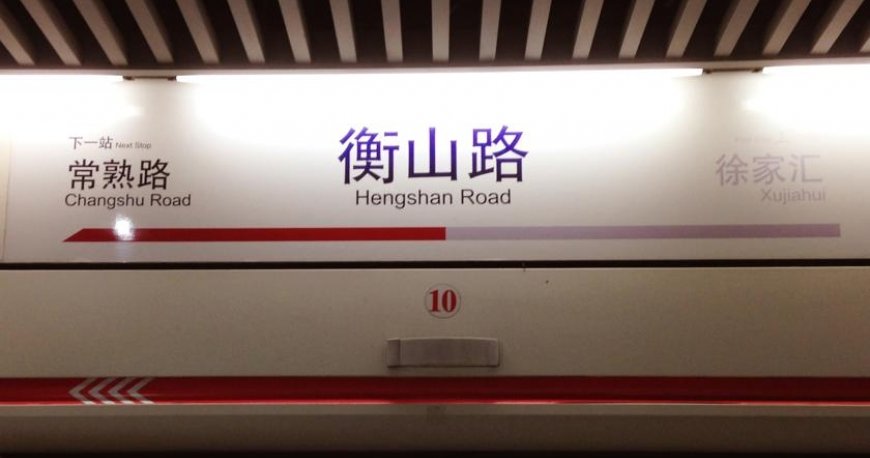 下一站 Next Stop
常熟路
Changshu Road
衡山路
Hengshan Road
徐家汇
Xujiahui
10